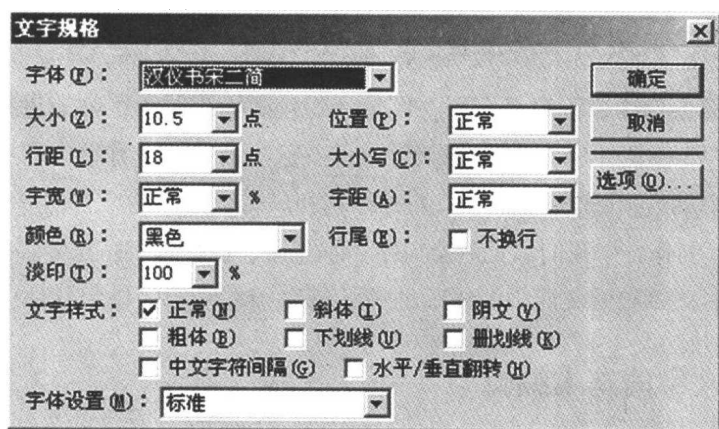 文字规格
字体(F)： 汉仪书宋二简 确定
大小(Z)： 10.5 点 位置(P)： 正常 取消
行距(L)： 18 点 大小写(C)： 正常
字宽(W)： 正常 % 字距(A)： 正常 选项(O)...
颜色(R)： 黑色 行尾(E)： 不换行
淡印(T)： 100 %
文字样式： 正常(N) 斜体(I) 阴文(V)
粗体(B) 下划线(U) 删划线(K)
中文字符间隔(G) 水平/垂直翻转(H)
字体设置(M)： 标准